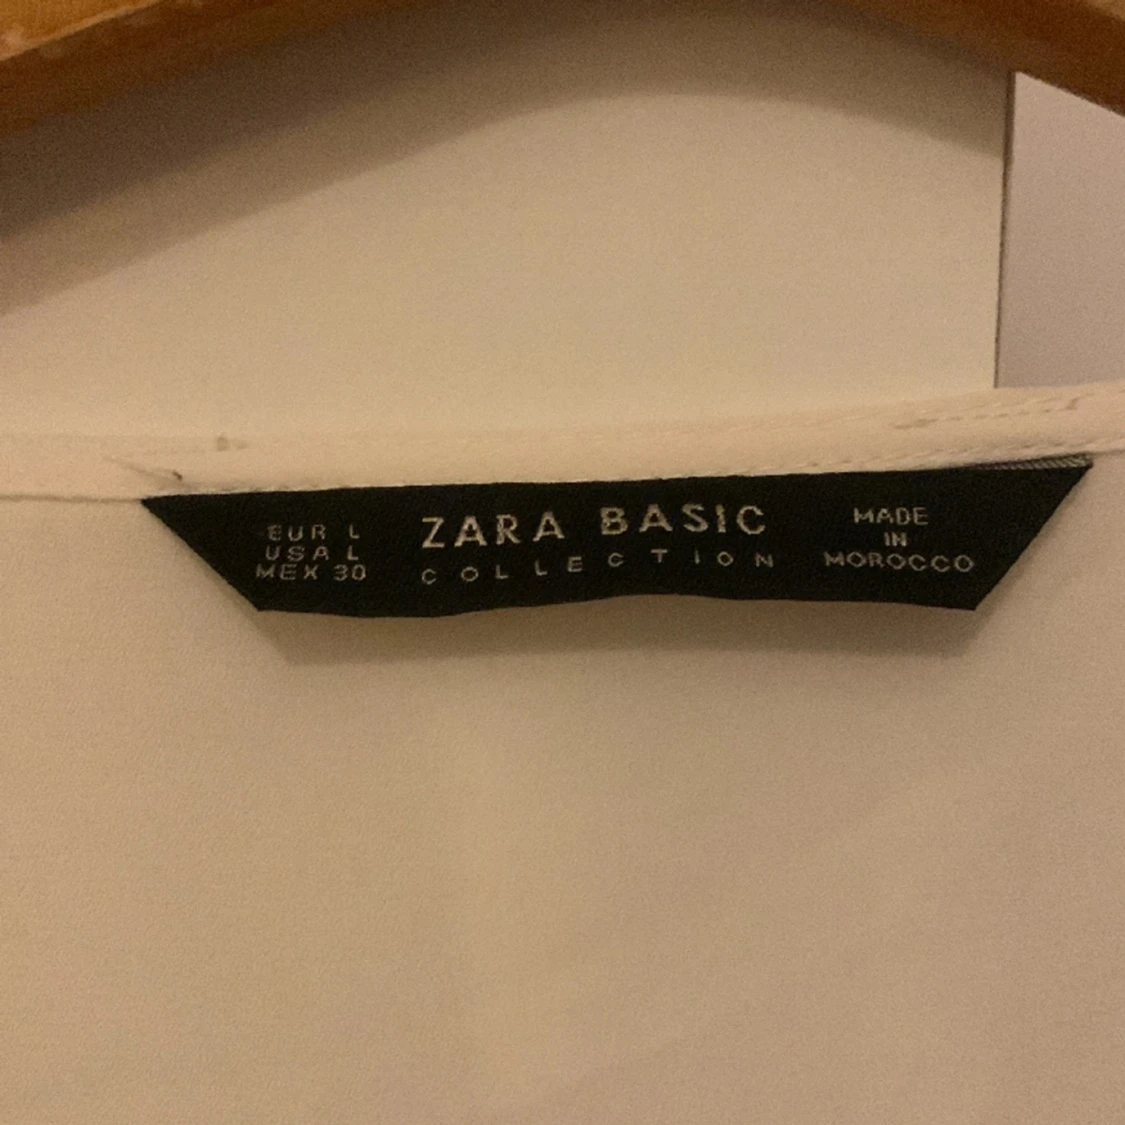 EUR L
USA L
MEX 30
ZARA BASIC
COLLECTION
MADE
IN
MOROCCO